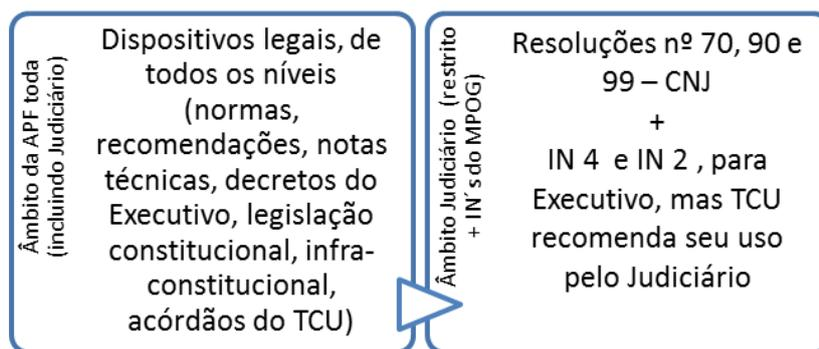 Âmbito da APF toda
(incluindo Judiciário)
Dispositivos legais, de
todos os níveis
(normas,
recomendações, notas
técnicas, decretos do
Executivo, legislação
constitucional, infra-
constitucional,
acórdãos do TCU)
Âmbito Judiciário (restrito
+ IN´s do MPOG)
Resoluções nº 70, 90 e
99 – CNJ
+
IN 4 e IN 2 , para
Executivo, mas TCU
recomenda seu uso
pelo Judiciário